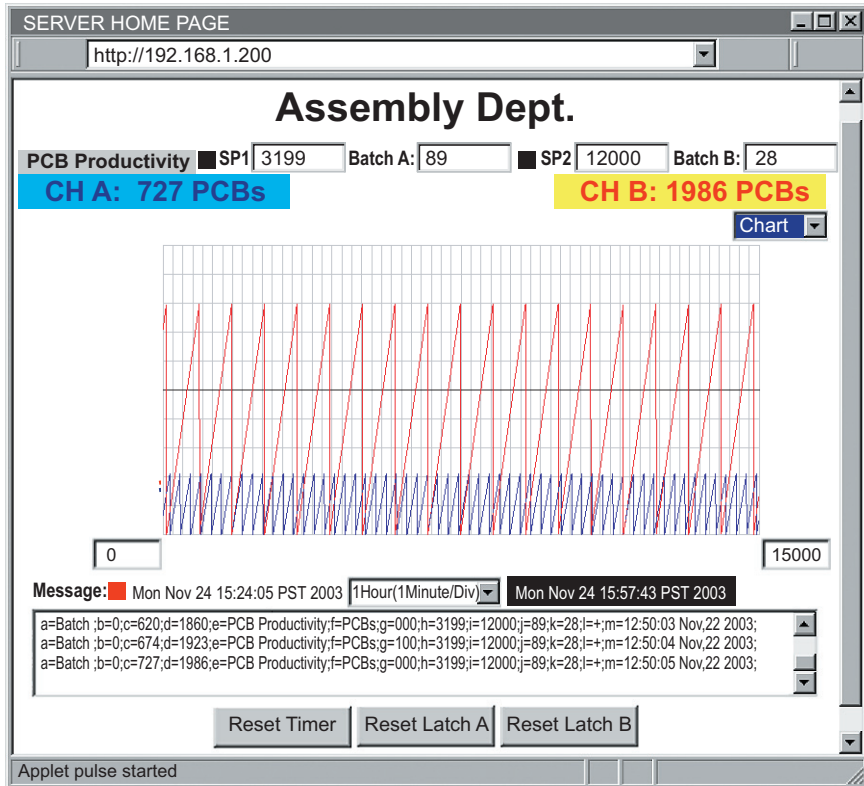 SERVER HOME PAGE
http://192.168.1.200
Assembly Dept.
PCB Productivity SP1 3199 Batch A: 89 SP2 12000 Batch B: 28
CH A: 727 PCBs CH B: 1986 PCBs
Chart
0 15000
Message: Mon Nov 24 15:24:05 PST 2003 1Hour(1Minute/Div) Mon Nov 24 15:57:43 PST 2003
a=Batch ;b=0;c=620;d=1860;e=PCB Productivity;f=PCBs;g=000;h=3199;i=12000;j=89;k=28;l=+;m=12:50:03 Nov,22 2003;
a=Batch ;b=0;c=674;d=1923;e=PCB Productivity;f=PCBs;g=100;h=3199;i=12000;j=89;k=28;l=+;m=12:50:04 Nov,22 2003;
a=Batch ;b=0;c=727;d=1986;e=PCB Productivity;f=PCBs;g=000;h=3199;i=12000;j=89;k=28;l=+;m=12:50:05 Nov,22 2003;
Reset Timer Reset Latch A Reset Latch B
Applet pulse started